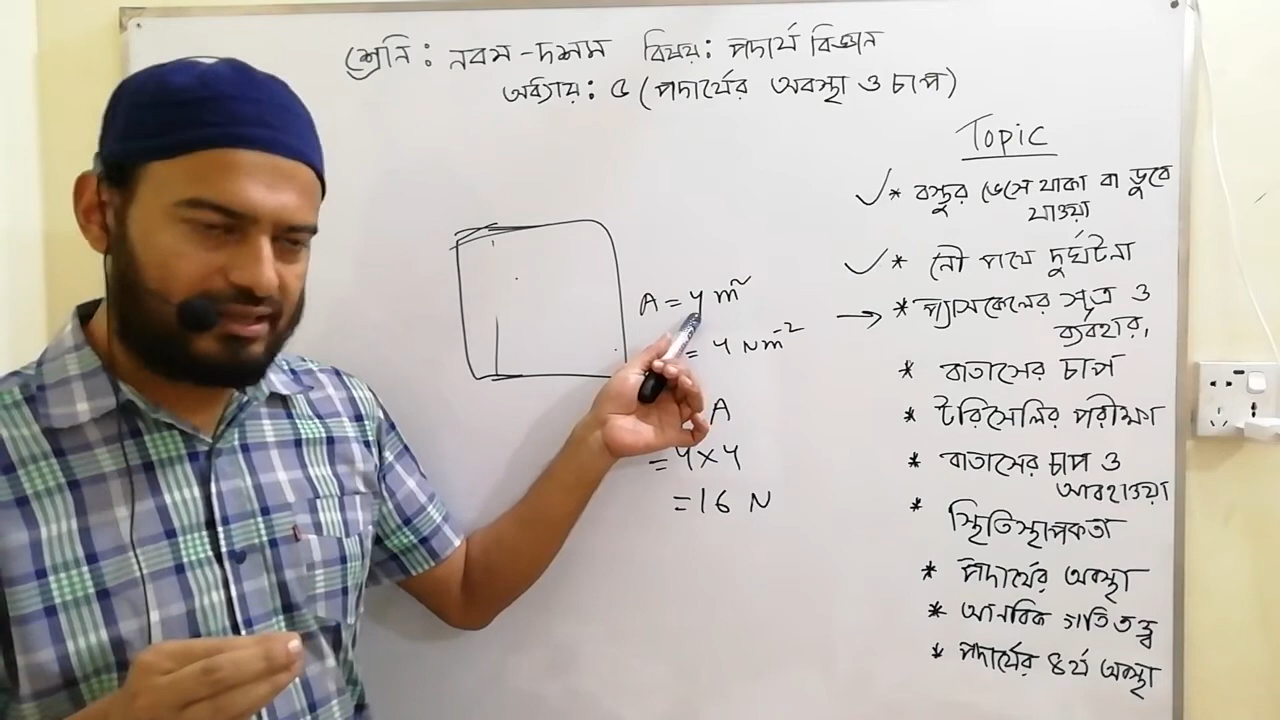 শ্রেনি : নবম - দশম বিষয় : পদার্থ বিজ্ঞান
অধ্যায় : ৫ (পদার্থের অবস্থা ও চাপ)
Topic
✓ * বস্তুর ভেসে থাকা বা ডুবে
যাওয়া
✓ * নৌ পথে দুর্ঘটনা
→ * প্যাসকেলের সূত্র ও
ব্যবহার,
* বাতাসের চাপ
* টরিসেলির পরীক্ষা
* বাতাসের চাপ ও
আবহাওয়া
* স্থিতিস্থাপকতা
* পদার্থের অবস্থা
* আনবিক গতিতত্ত্ব
* পদার্থের ৪র্থ অবস্থা
A = 4 m²
= 4 Nm⁻²
A
= 4 × 4
= 16 N